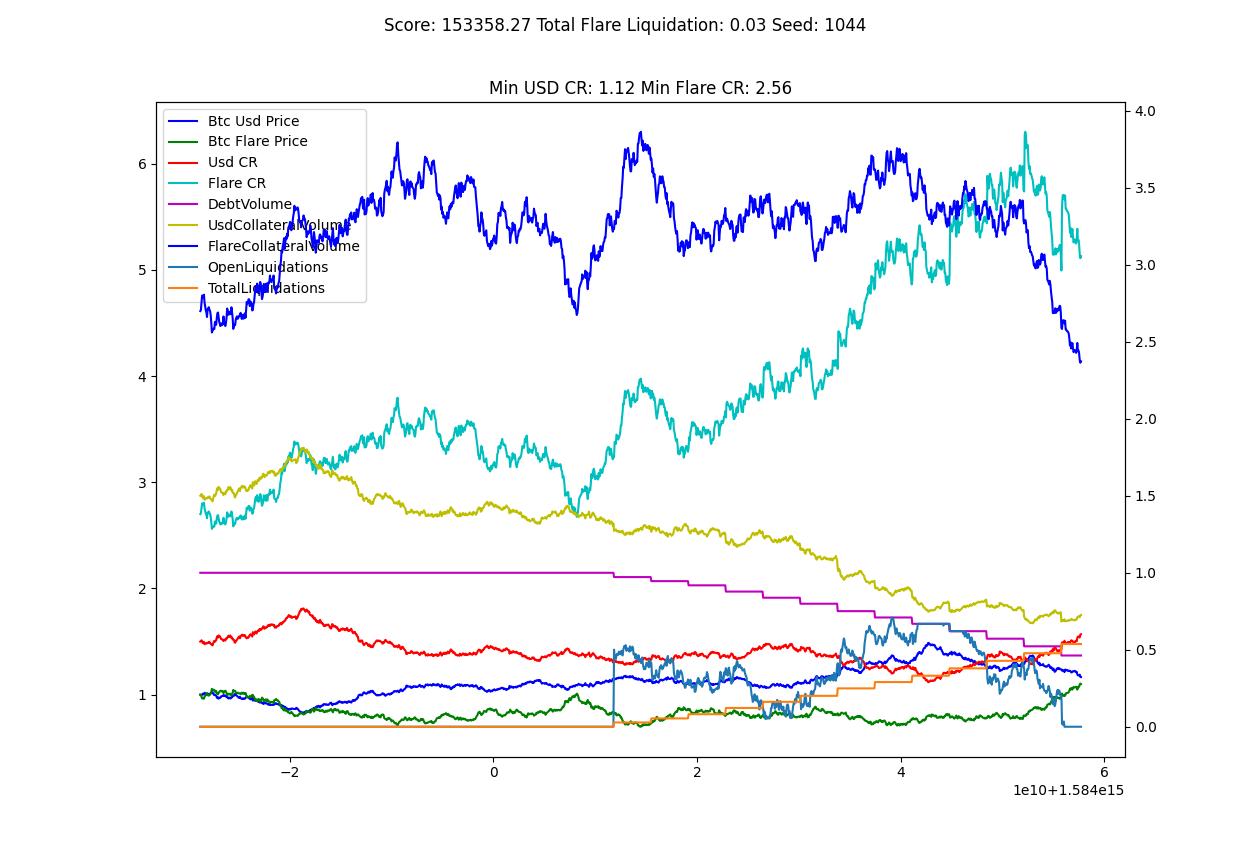 Score: 153358.27 Total Flare Liquidation: 0.03 Seed: 1044
Min USD CR: 1.12 Min Flare CR: 2.56
Btc Usd Price
Btc Flare Price
Usd CR
Flare CR
DebtVolume
UsdCollateralVolume
FlareCollateralVolume
OpenLiquidations
TotalLiquidations
6
5
4
3
2
1
4.0
3.5
3.0
2.5
2.0
1.5
1.0
0.5
0.0
−2 0 2 4 6
1e10+1.584e15